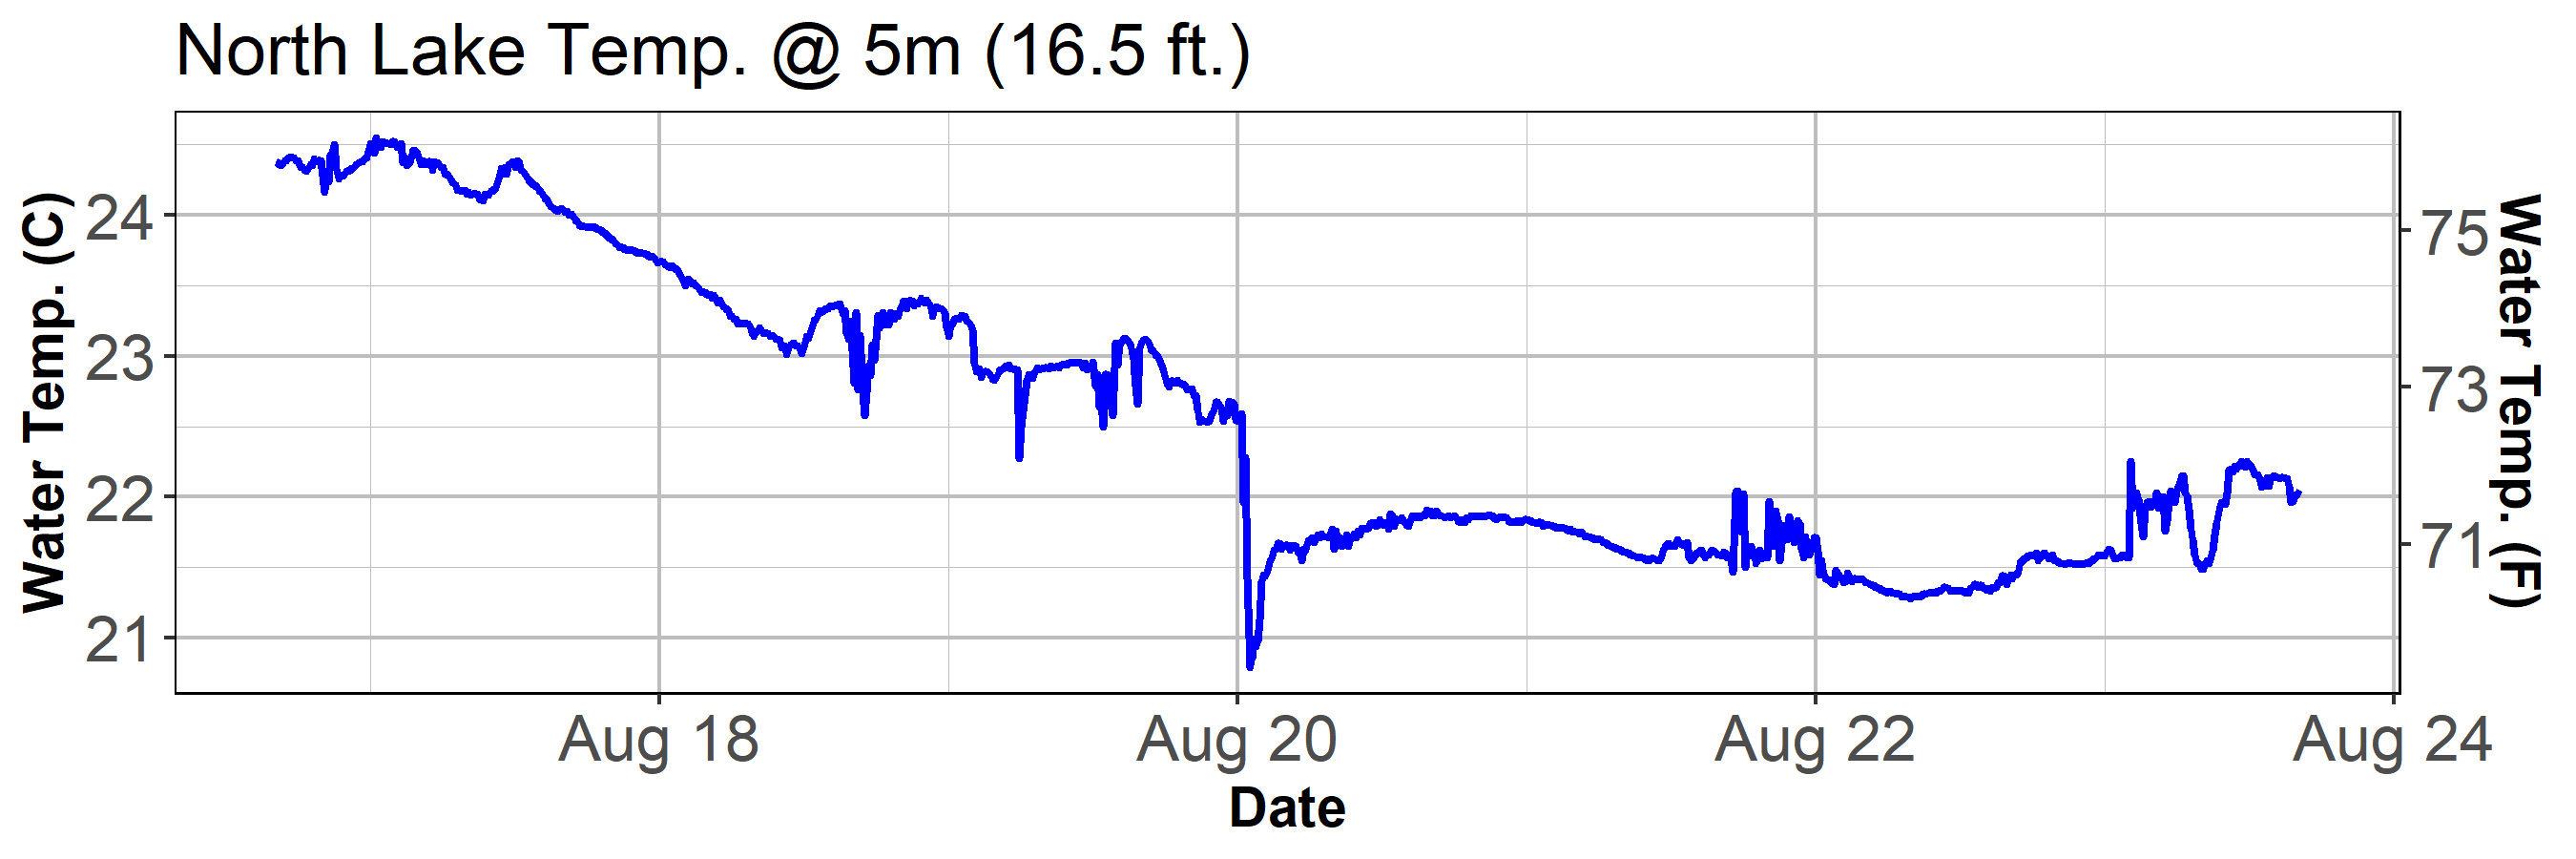 North Lake Temp. @ 5m (16.5 ft.)
Water Temp. (C)
24
23
22
21
75
73
71
Water Temp. (F)
Aug 18
Aug 20
Aug 22
Aug 24
Date